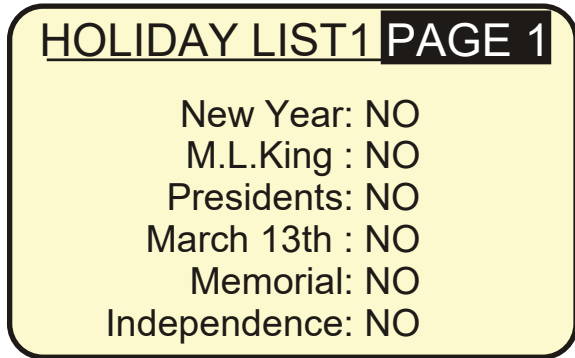 HOLIDAY LIST1 PAGE 1
New Year: NO
M.L.King : NO
Presidents: NO
March 13th : NO
Memorial: NO
Independence: NO